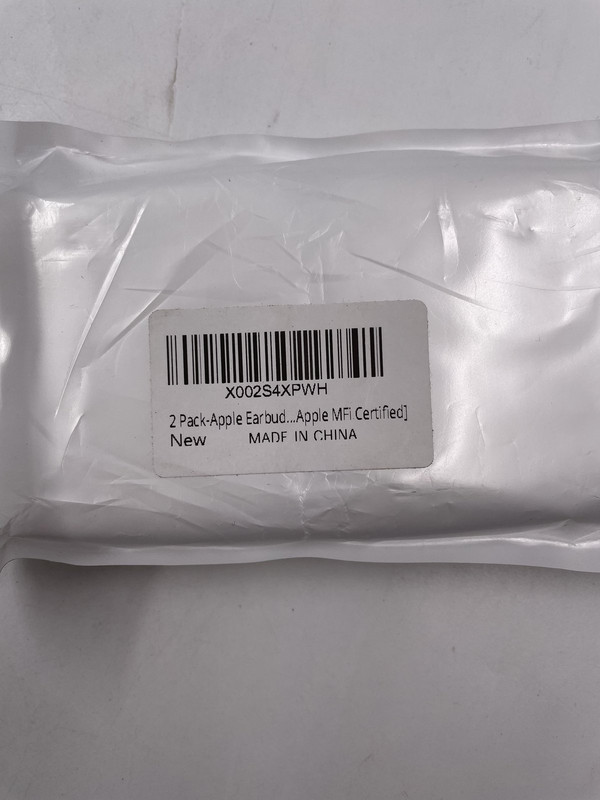 X002S4XPWH
2 Pack-Apple Earbud...Apple MFi Certified]
New MADE IN CHINA